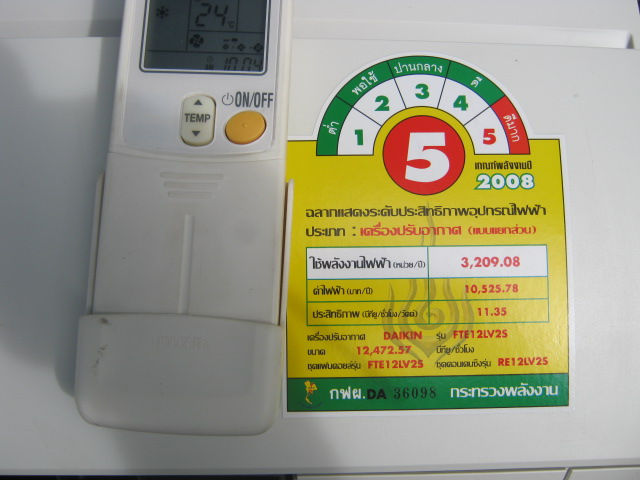 24°C
10:04
ON/OFF
TEMP
ต่ำ พอใช้ ปานกลาง ดี ดีมาก
1 2 3 4 5
5
เกณฑ์พลังงานปี
2008
ฉลากแสดงระดับประสิทธิภาพอุปกรณ์ไฟฟ้า
ประเภท : เครื่องปรับอากาศ (แบบแยกส่วน)
ใช้พลังงานไฟฟ้า (หน่วย/ปี) 3,209.08
ค่าไฟฟ้า (บาท/ปี) 10,525.78
ประสิทธิภาพ (บีทียู/ชั่วโมง/วัตต์) 11.35
เครื่องปรับอากาศ DAIKIN รุ่น FTE12LV2S
ขนาด 12,472.57 บีทียู/ชั่วโมง
ชุดแฟนคอยล์รุ่น FTE12LV2S ชุดคอนเดนซิ่งรุ่น RE12LV2S
กฟผ. DA 36098 กระทรวงพลังงาน